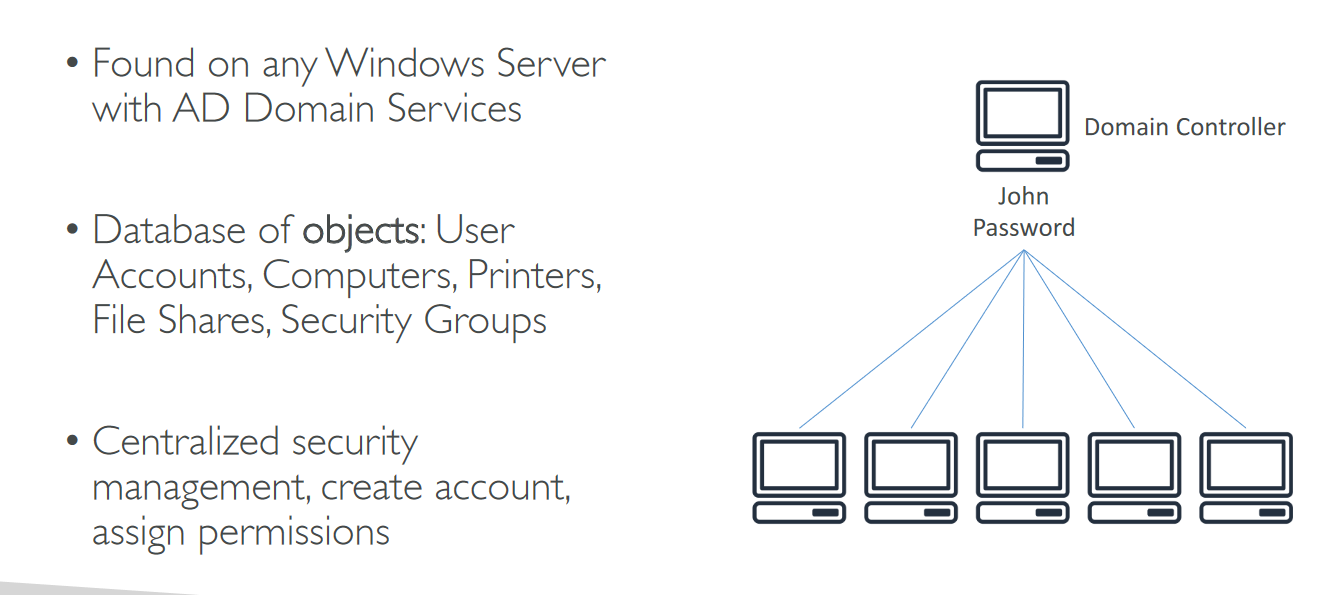 • Found on any Windows Server
with AD Domain Services
• Database of objects: User
Accounts, Computers, Printers,
File Shares, Security Groups
• Centralized security
management, create account,
assign permissions
Domain Controller
John
Password